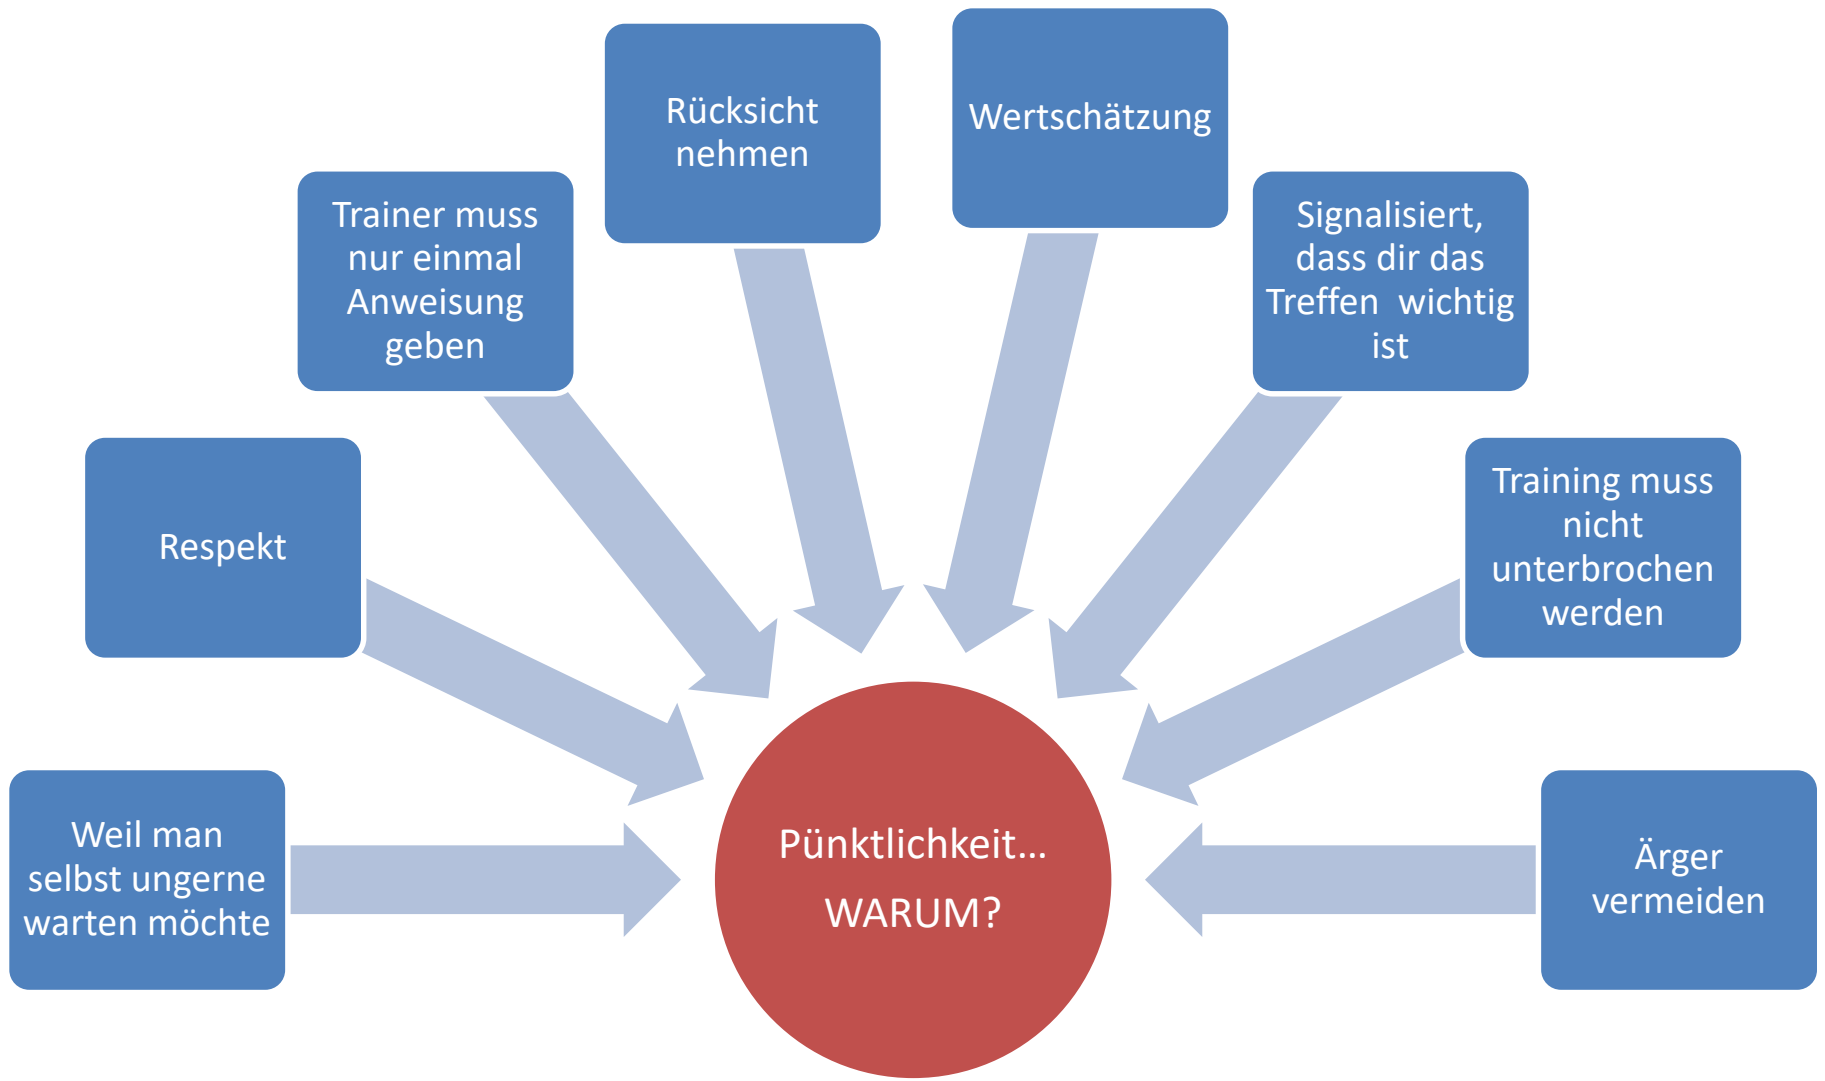 Weil man
selbst ungerne
warten möchte
Respekt
Trainer muss
nur einmal
Anweisung
geben
Rücksicht
nehmen
Wertschätzung
Signalisiert,
dass dir das
Treffen  wichtig
ist
Training muss
nicht
unterbrochen
werden
Ärger
vermeiden
Pünktlichkeit…
WARUM?